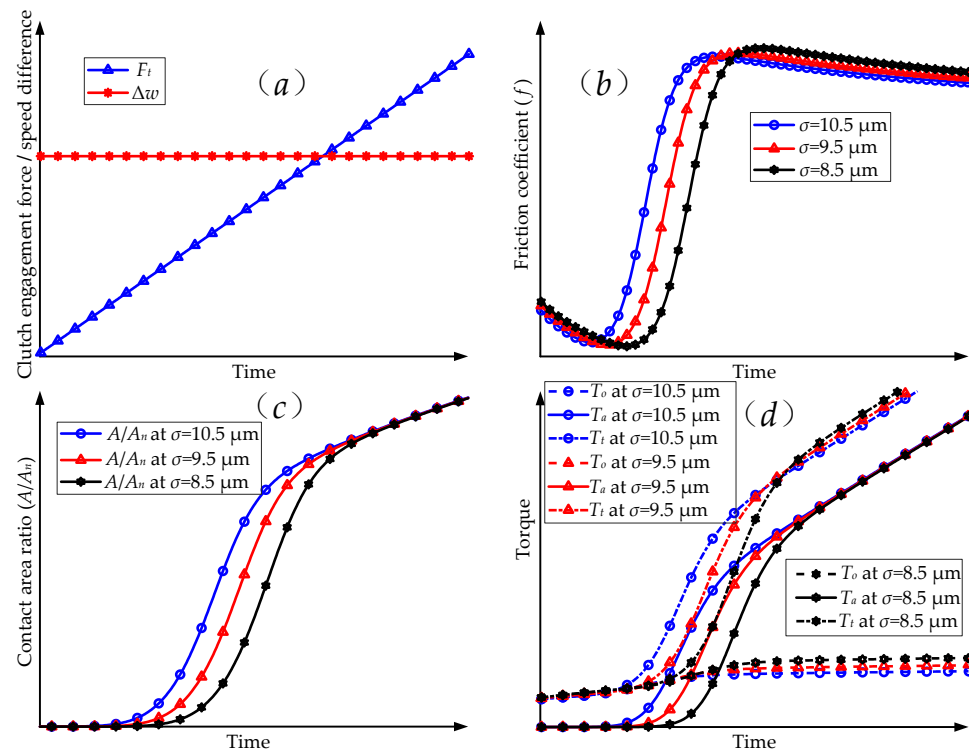 Clutch engagement force / speed difference
Ft
Δw
(a)
Time
Friction coefficient (f)
(b)
σ=10.5 μm
σ=9.5 μm
σ=8.5 μm
Time
Contact area ratio (A/An)
(c)
A/An at σ=10.5 μm
A/An at σ=9.5 μm
A/An at σ=8.5 μm
Time
Torque
(d)
To at σ=10.5 μm
Ta at σ=10.5 μm
Tt at σ=10.5 μm
To at σ=9.5 μm
Ta at σ=9.5 μm
Tt at σ=9.5 μm
To at σ=8.5 μm
Ta at σ=8.5 μm
Tt at σ=8.5 μm
Time